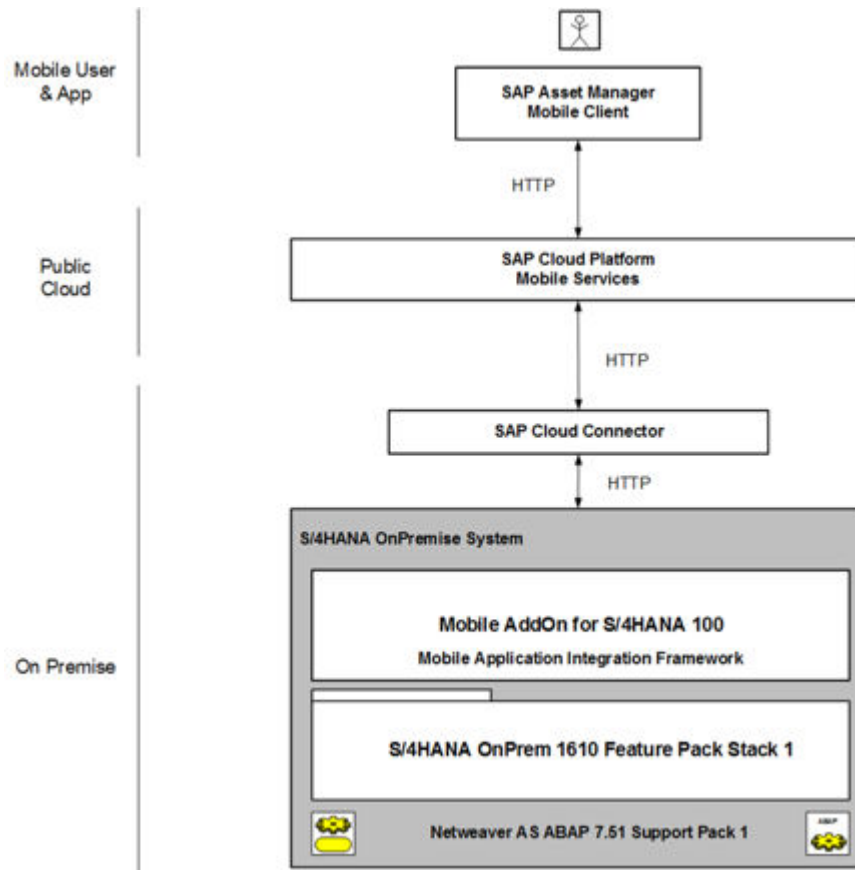 Mobile User
& App
SAP Asset Manager
Mobile Client
HTTP
Public
Cloud
SAP Cloud Platform
Mobile Services
HTTP
SAP Cloud Connector
HTTP
On Premise
S/4HANA OnPremise System
Mobile AddOn for S/4HANA 100
Mobile Application Integration Framework
S/4HANA OnPrem 1610 Feature Pack Stack 1
Netweaver AS ABAP 7.51 Support Pack 1
ABAP